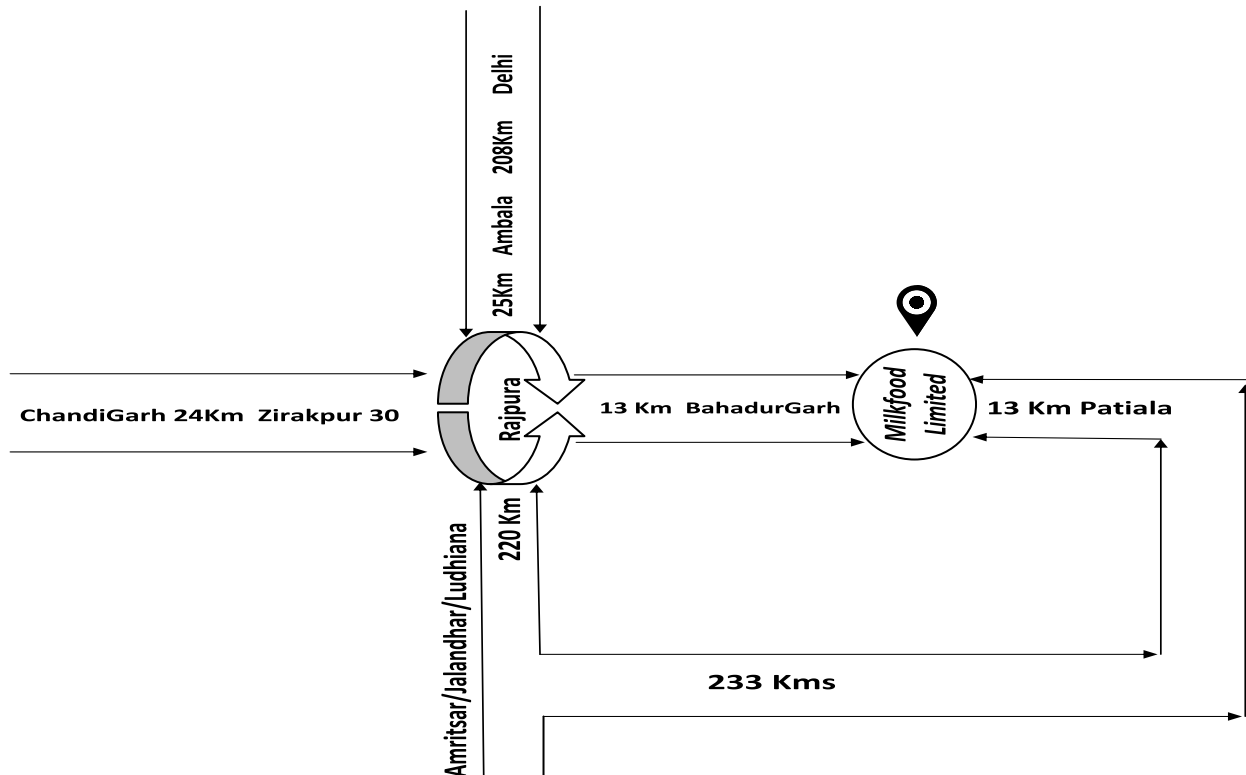 25Km Ambala 208Km Delhi
ChandiGarh 24Km Zirakpur 30
Rajpura
13 Km BahadurGarh
Milkfood
Limited
13 Km Patiala
220 Km
Amritsar/Jalandhar/Ludhiana
233 Kms